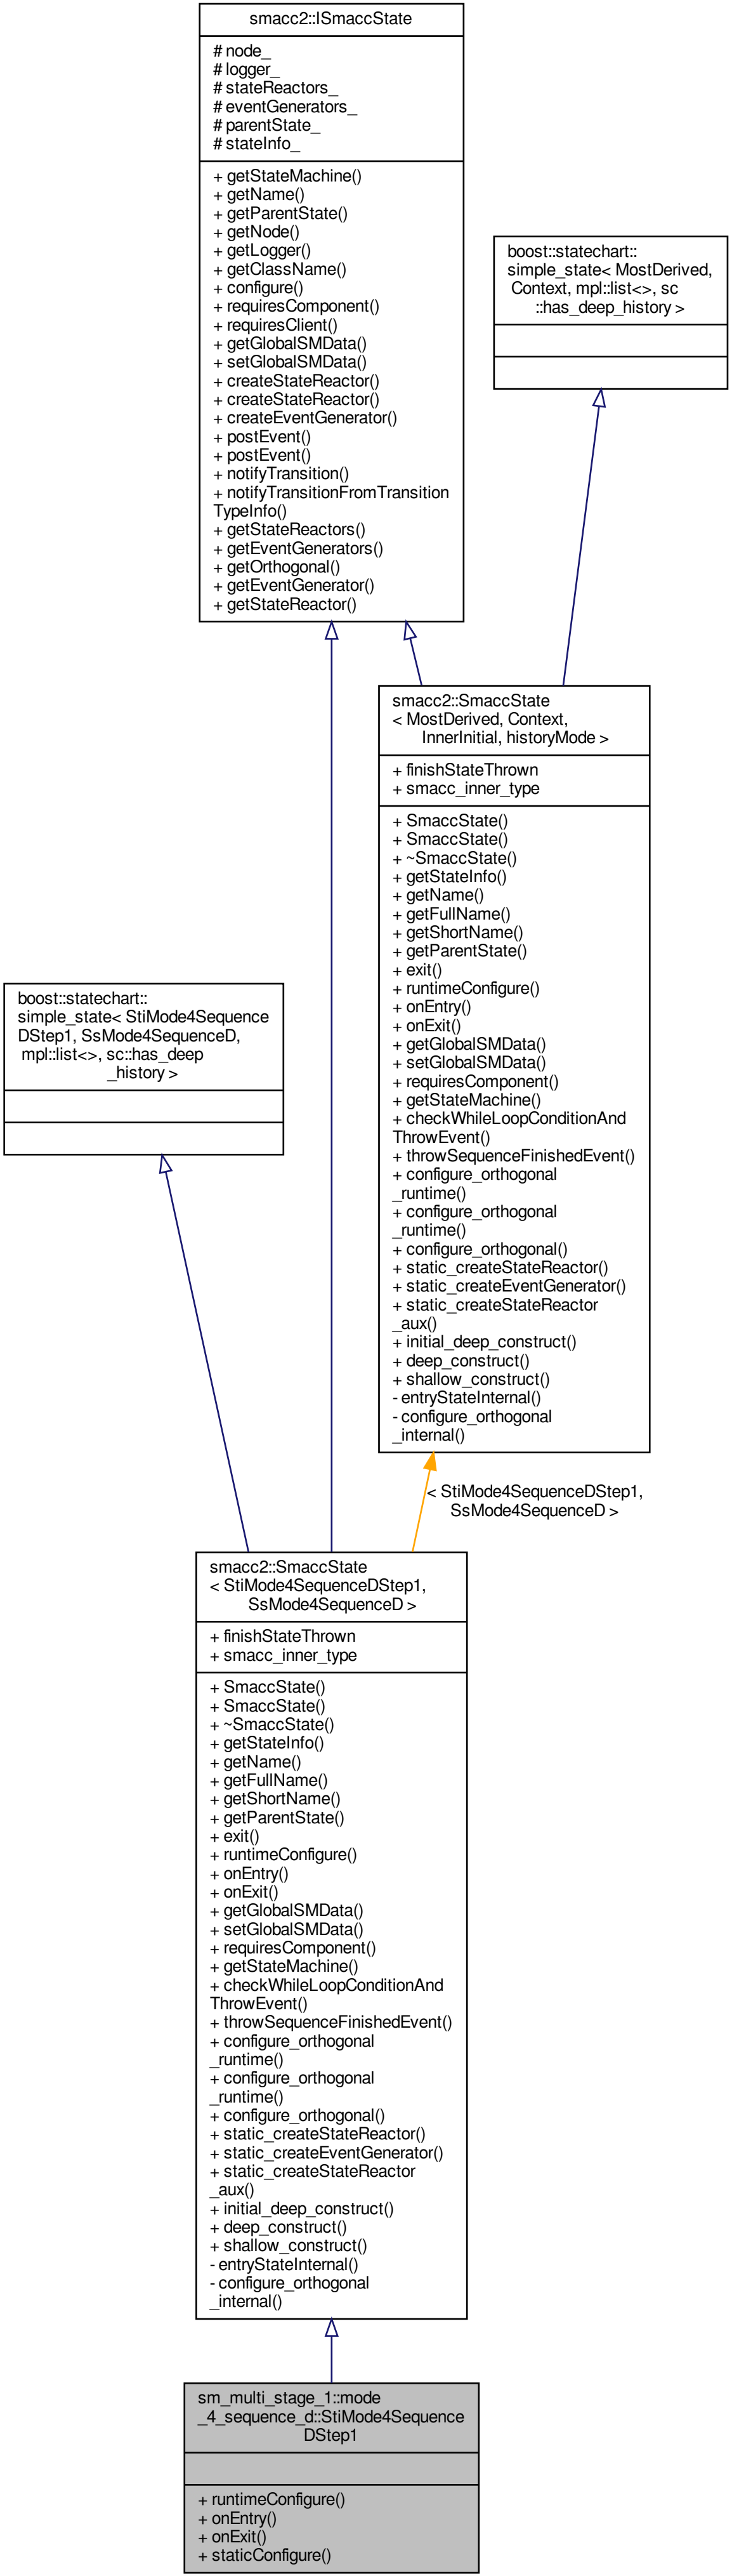 smacc2::ISmaccState
# node_
# logger_
# stateReactors_
# eventGenerators_
# parentState_
# stateInfo_
+ getStateMachine()
+ getName()
+ getParentState()
+ getNode()
+ getLogger()
+ getClassName()
+ configure()
+ requiresComponent()
+ requiresClient()
+ getGlobalSMData()
+ setGlobalSMData()
+ createStateReactor()
+ createStateReactor()
+ createEventGenerator()
+ postEvent()
+ postEvent()
+ notifyTransition()
+ notifyTransitionFromTransition
TypeInfo()
+ getStateReactors()
+ getEventGenerators()
+ getOrthogonal()
+ getEventGenerator()
+ getStateReactor()
boost::statechart::
simple_state< MostDerived,
Context, mpl::list<>, sc
::has_deep_history >
smacc2::SmaccState
< MostDerived, Context,
InnerInitial, historyMode >
+ finishStateThrown
+ smacc_inner_type
+ SmaccState()
+ SmaccState()
+ ~SmaccState()
+ getStateInfo()
+ getName()
+ getFullName()
+ getShortName()
+ getParentState()
+ exit()
+ runtimeConfigure()
+ onEntry()
+ onExit()
+ getGlobalSMData()
+ setGlobalSMData()
+ requiresComponent()
+ getStateMachine()
+ checkWhileLoopConditionAnd
ThrowEvent()
+ throwSequenceFinishedEvent()
+ configure_orthogonal
_runtime()
+ configure_orthogonal
_runtime()
+ configure_orthogonal()
+ static_createStateReactor()
+ static_createEventGenerator()
+ static_createStateReactor
_aux()
+ initial_deep_construct()
+ deep_construct()
+ shallow_construct()
- entryStateInternal()
- configure_orthogonal
_internal()
boost::statechart::
simple_state< StiMode4Sequence
DStep1, SsMode4SequenceD,
mpl::list<>, sc::has_deep
_history >
< StiMode4SequenceDStep1,
SsMode4SequenceD >
smacc2::SmaccState
< StiMode4SequenceDStep1,
SsMode4SequenceD >
+ finishStateThrown
+ smacc_inner_type
+ SmaccState()
+ SmaccState()
+ ~SmaccState()
+ getStateInfo()
+ getName()
+ getFullName()
+ getShortName()
+ getParentState()
+ exit()
+ runtimeConfigure()
+ onEntry()
+ onExit()
+ getGlobalSMData()
+ setGlobalSMData()
+ requiresComponent()
+ getStateMachine()
+ checkWhileLoopConditionAnd
ThrowEvent()
+ throwSequenceFinishedEvent()
+ configure_orthogonal
_runtime()
+ configure_orthogonal
_runtime()
+ configure_orthogonal()
+ static_createStateReactor()
+ static_createEventGenerator()
+ static_createStateReactor
_aux()
+ initial_deep_construct()
+ deep_construct()
+ shallow_construct()
- entryStateInternal()
- configure_orthogonal
_internal()
sm_multi_stage_1::mode
_4_sequence_d::StiMode4Sequence
DStep1
+ runtimeConfigure()
+ onEntry()
+ onExit()
+ staticConfigure()